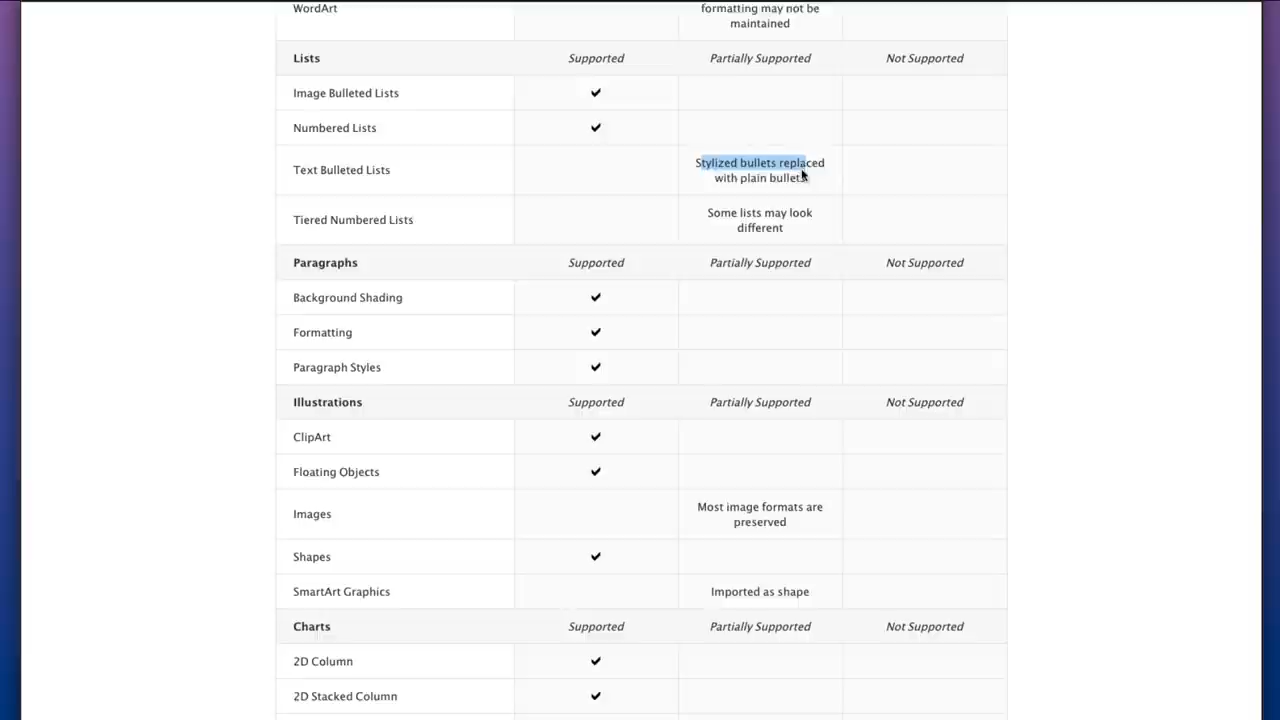 WordArt
formatting may not be
maintained
Lists Supported Partially Supported Not Supported
Image Bulleted Lists ✔
Numbered Lists ✔
Text Bulleted Lists
Stylized bullets replaced
with plain bullets
Tiered Numbered Lists
Some lists may look
different
Paragraphs Supported Partially Supported Not Supported
Background Shading ✔
Formatting ✔
Paragraph Styles ✔
Illustrations Supported Partially Supported Not Supported
ClipArt ✔
Floating Objects ✔
Images
Most image formats are
preserved
Shapes ✔
SmartArt Graphics Imported as shape
Charts Supported Partially Supported Not Supported
2D Column ✔
2D Stacked Column ✔